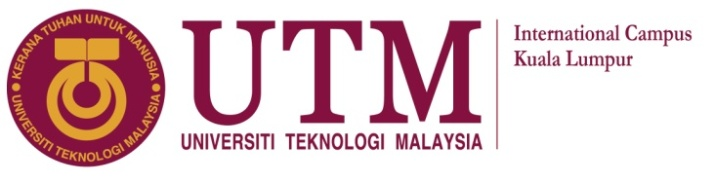 KERANA TUHAN UNTUK MANUSIA
UNIVERSITI TEKNOLOGI MALAYSIA
UTM
UNIVERSITI TEKNOLOGI MALAYSIA
International Campus
Kuala Lumpur